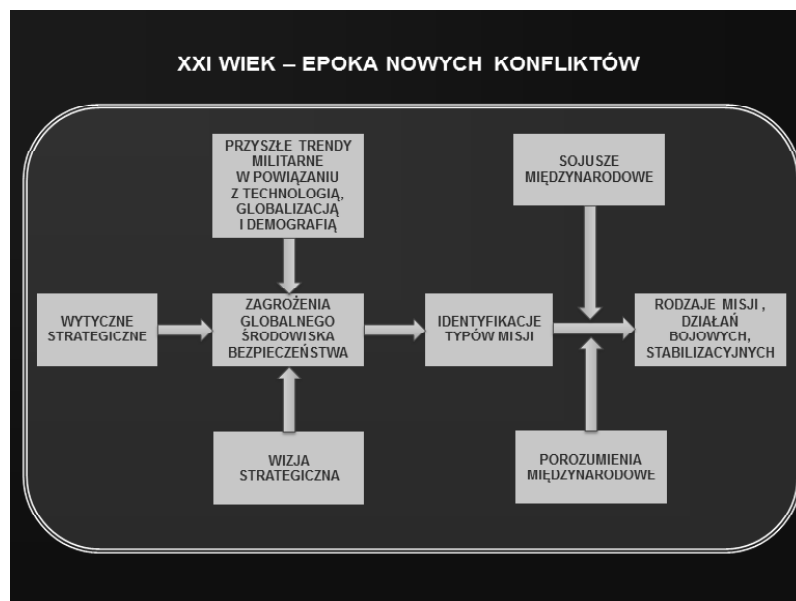 XXI WIEK – EPOKA NOWYCH KONFLIKTÓW
PRZYSZŁE TRENDY
MILITARNE
W POWIĄZANIU
Z TECHNOLOGIĄ,
GLOBALIZACJĄ
I DEMOGRAFIĄ
SOJUSZE
MIĘDZYNARODOWE
WYTYCZNE
STRATEGICZNE
ZAGROŻENIA
GLOBALNEGO
ŚRODOWISKA
BEZPIECZEŃSTWA
IDENTYFIKACJE
TYPÓW MISJI
RODZAJE MISJI ,
DZIAŁAŃ
BOJOWYCH,
STABILIZACYJNYCH
WIZJA
STRATEGICZNA
POROZUMIENIA
MIĘDZYNARODOWE